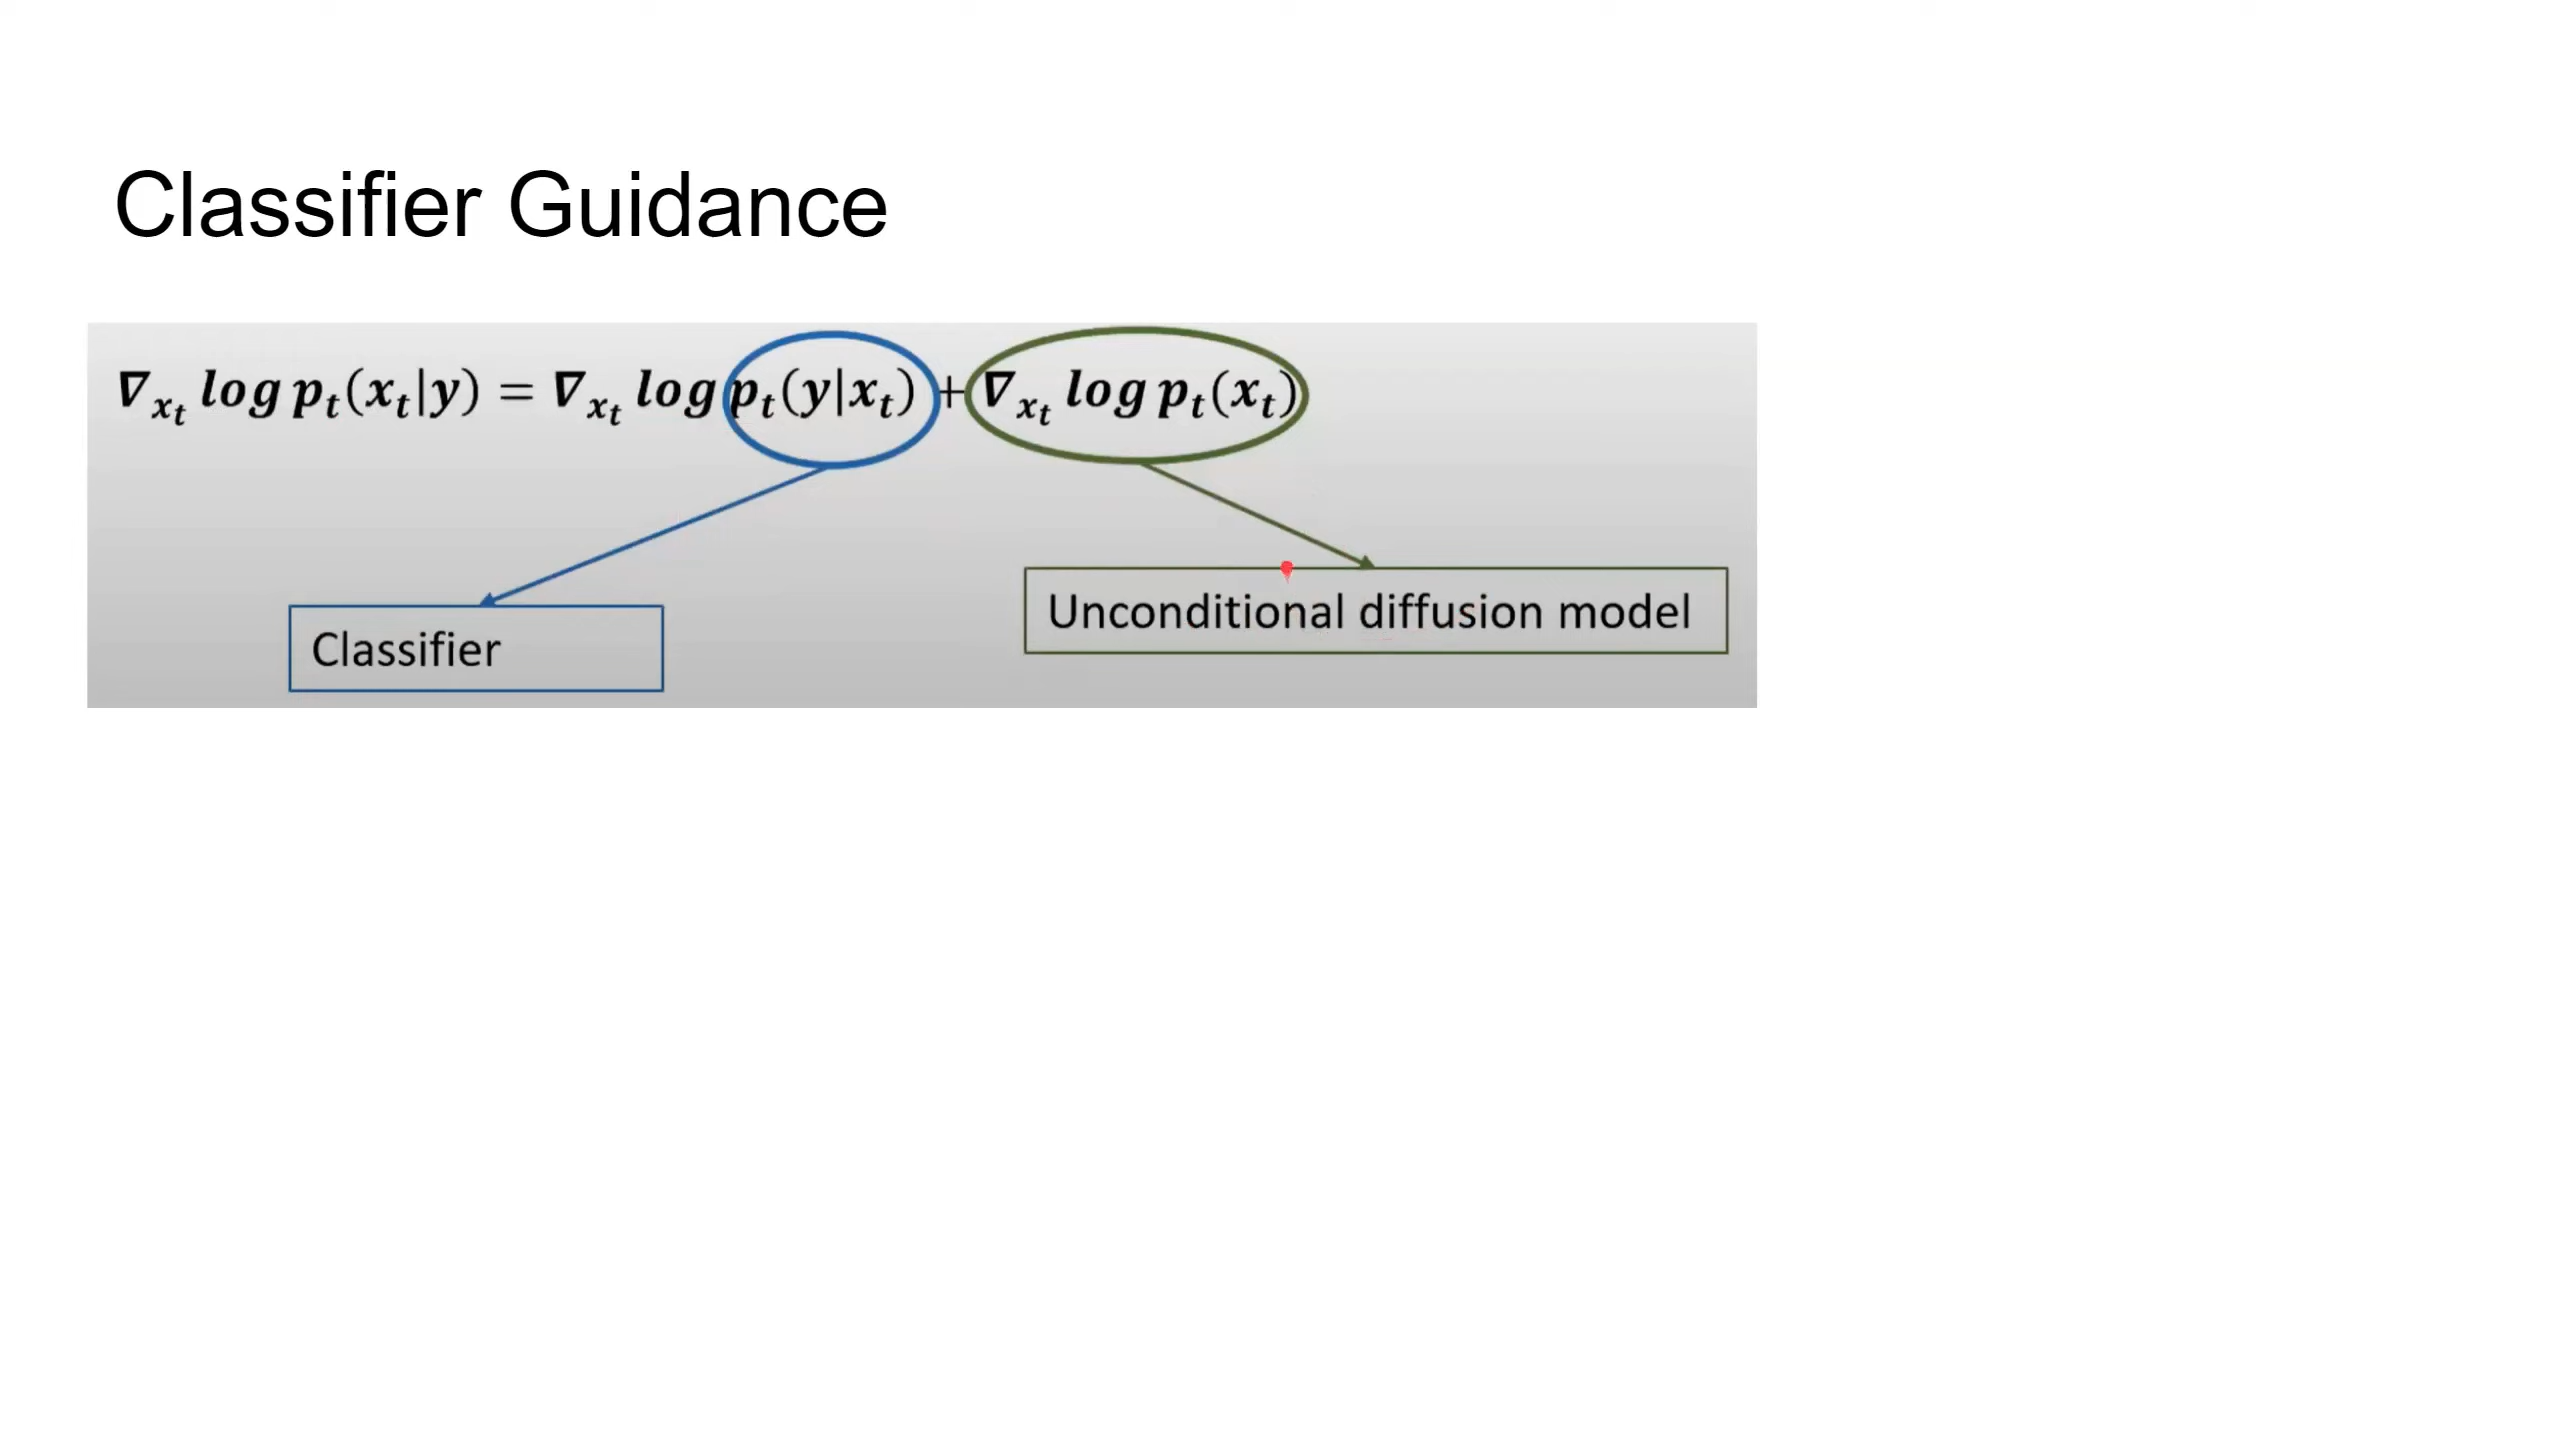 Classifier Guidance
∇ₓₜ log pₜ(xₜ|y) = ∇ₓₜ log pₜ(y|xₜ) + ∇ₓₜ log pₜ(xₜ)
Unconditional diffusion model
Classifier